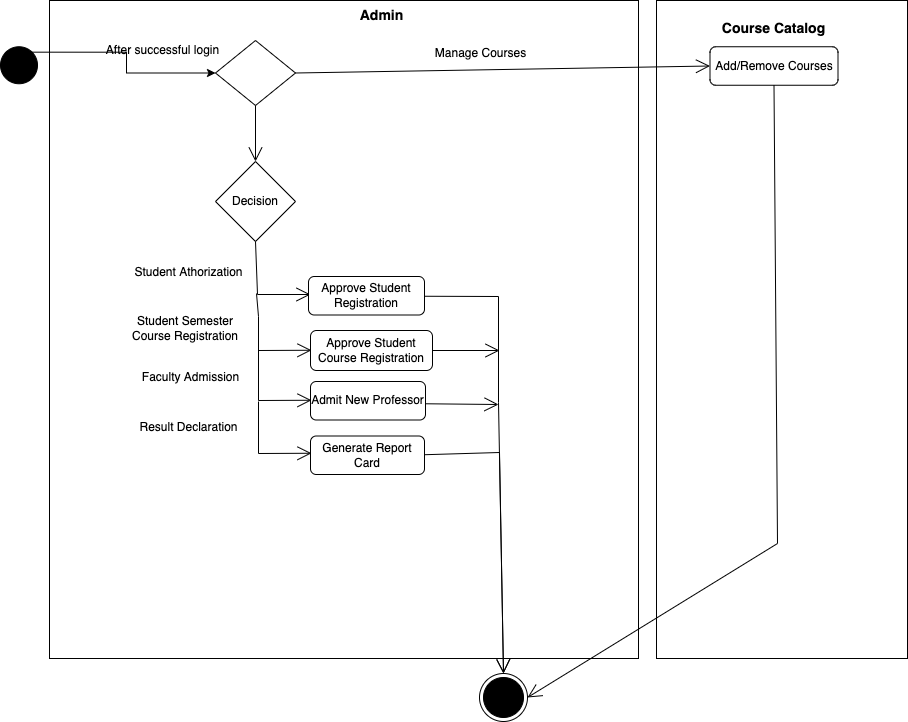 Admin
Course Catalog
After successful login
Manage Courses
Add/Remove Courses
Decision
Student Athorization
Approve Student
Registration
Student Semester
Course Registration
Approve Student
Course Registration
Faculty Admission
Admit New Professor
Result Declaration
Generate Report
Card